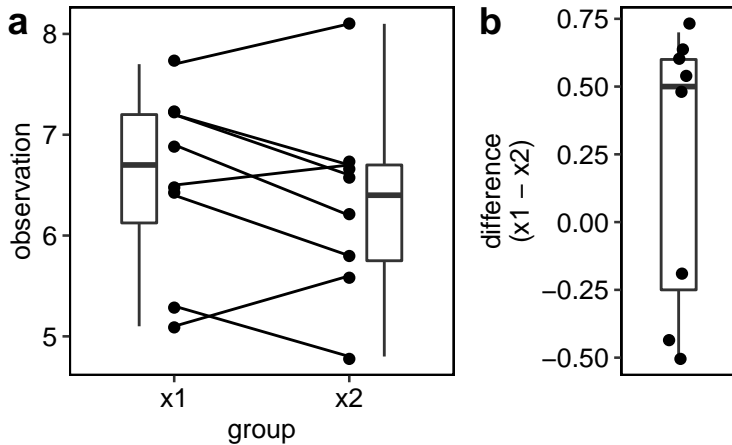 a
8
7
6
5
observation
x1
x2
group
b
0.75
0.50
0.25
0.00
−0.25
−0.50
difference
(x1 − x2)